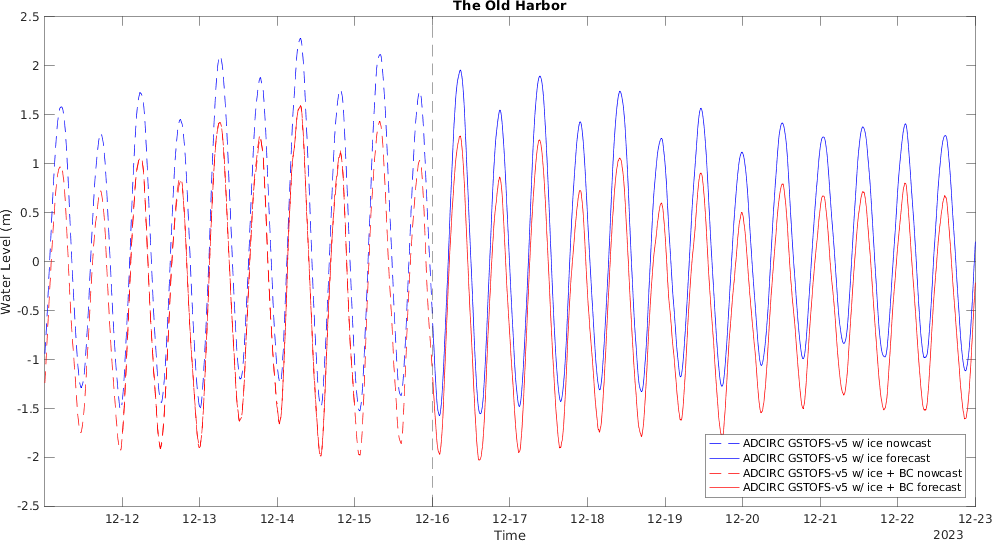 The Old Harbor
2.5
2
1.5
1
0.5
0
-0.5
-1
-1.5
-2
-2.5
Water Level (m)
ADCIRC GSTOFS-v5 w/ ice nowcast
ADCIRC GSTOFS-v5 w/ ice forecast
ADCIRC GSTOFS-v5 w/ ice + BC nowcast
ADCIRC GSTOFS-v5 w/ ice + BC forecast
12-12 12-13 12-14 12-15 12-16 12-17 12-18 12-19 12-20 12-21 12-22 12-23
Time
2023